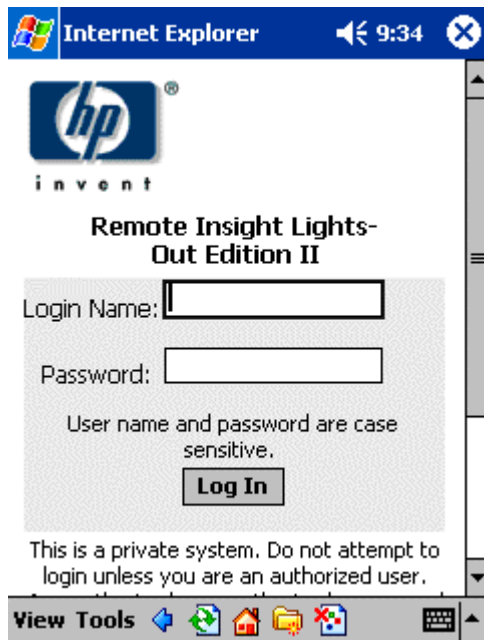 Internet Explorer 9:34
hp ®
invent
Remote Insight Lights-
Out Edition II
Login Name:
Password:
User name and password are case
sensitive.
Log In
This is a private system. Do not attempt to
login unless you are an authorized user.
View Tools